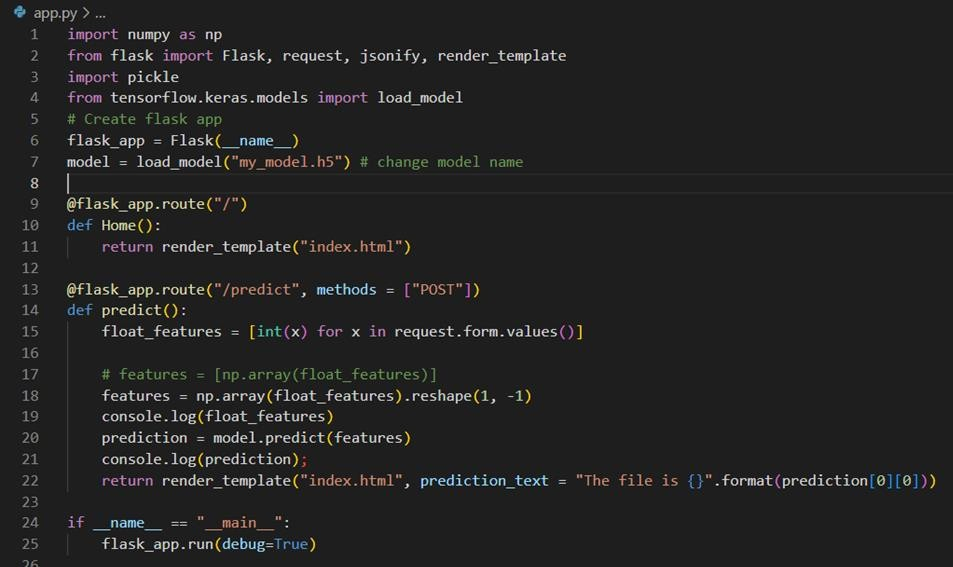 app.py > ...
1 import numpy as np
2 from flask import Flask, request, jsonify, render_template
3 import pickle
4 from tensorflow.keras.models import load_model
5 # Create flask app
6 flask_app = Flask(__name__)
7 model = load_model("my_model.h5") # change model name
8
9 @flask_app.route("/")
10 def Home():
11     return render_template("index.html")
12
13 @flask_app.route("/predict", methods = ["POST"])
14 def predict():
15     float_features = [int(x) for x in request.form.values()]
16
17     # features = [np.array(float_features)]
18     features = np.array(float_features).reshape(1, -1)
19     console.log(float_features)
20     prediction = model.predict(features)
21     console.log(prediction);
22     return render_template("index.html", prediction_text = "The file is {}".format(prediction[0][0]))
23
24 if __name__ == "__main__":
25     flask_app.run(debug=True)
26